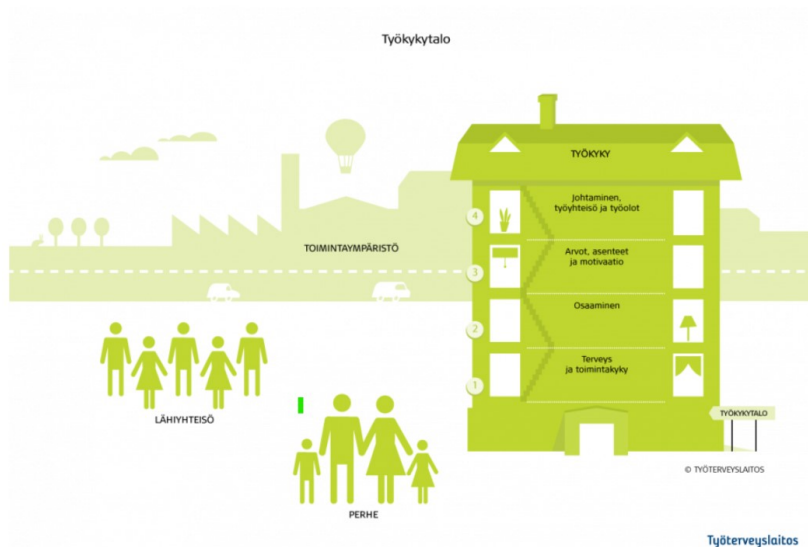 Työkykytalo
TYÖKYKY
4
Johtaminen,
työyhteisö ja työolot
TOIMINTAYMPÄRISTÖ
3
Arvot, asenteet
ja motivaatio
2
Osaaminen
1
Terveys
ja toimintakyky
LÄHIYHTEISÖ
TYÖKYKYTALO
PERHE
© TYÖTERVEYSLAITOS
Työterveyslaitos